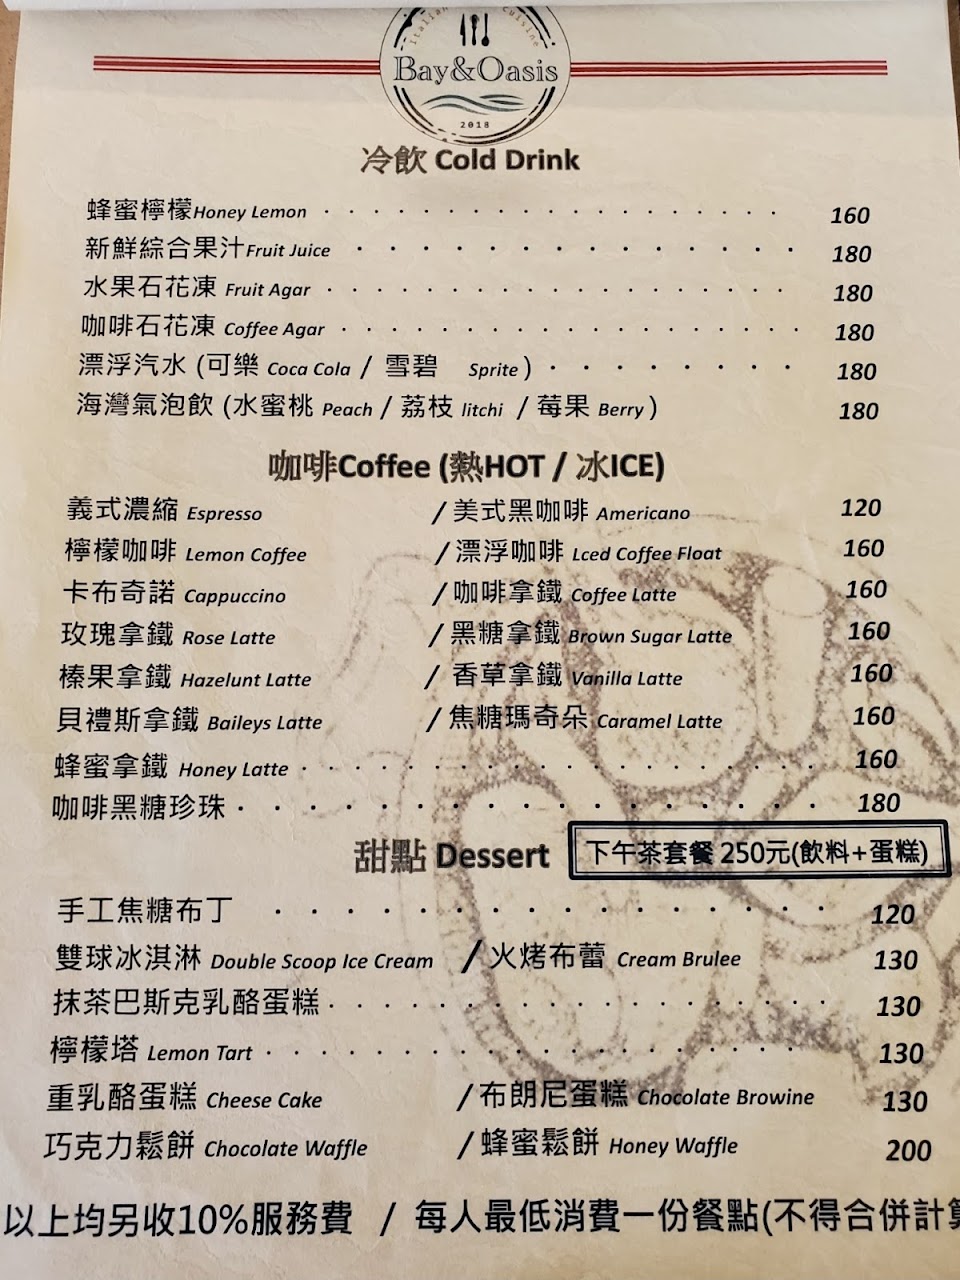 Italian Cuisine
Bay&Oasis
2018
冷飲 Cold Drink
蜂蜜檸檬Honey Lemon 160
新鮮綜合果汁Fruit Juice 180
水果石花凍 Fruit Agar 180
咖啡石花凍 Coffee Agar 180
漂浮汽水 (可樂 Coca Cola / 雪碧 Sprite) 180
海灣氣泡飲 (水蜜桃 Peach / 荔枝 litchi / 莓果 Berry) 180
咖啡Coffee (熱HOT / 冰ICE)
義式濃縮 Espresso / 美式黑咖啡 Americano 120
檸檬咖啡 Lemon Coffee / 漂浮咖啡 Lced Coffee Float 160
卡布奇諾 Cappuccino / 咖啡拿鐵 Coffee Latte 160
玫瑰拿鐵 Rose Latte / 黑糖拿鐵 Brown Sugar Latte 160
榛果拿鐵 Hazelunt Latte / 香草拿鐵 Vanilla Latte 160
貝禮斯拿鐵 Baileys Latte / 焦糖瑪奇朵 Caramel Latte 160
蜂蜜拿鐵 Honey Latte 160
咖啡黑糖珍珠 180
甜點 Dessert 下午茶套餐 250元(飲料+蛋糕)
手工焦糖布丁 120
雙球冰淇淋 Double Scoop Ice Cream / 火烤布蕾 Cream Brulee 130
抹茶巴斯克乳酪蛋糕 130
檸檬塔 Lemon Tart 130
重乳酪蛋糕 Cheese Cake / 布朗尼蛋糕 Chocolate Browine 130
巧克力鬆餅 Chocolate Waffle / 蜂蜜鬆餅 Honey Waffle 200
以上均另收10%服務費 / 每人最低消費一份餐點(不得合併計算